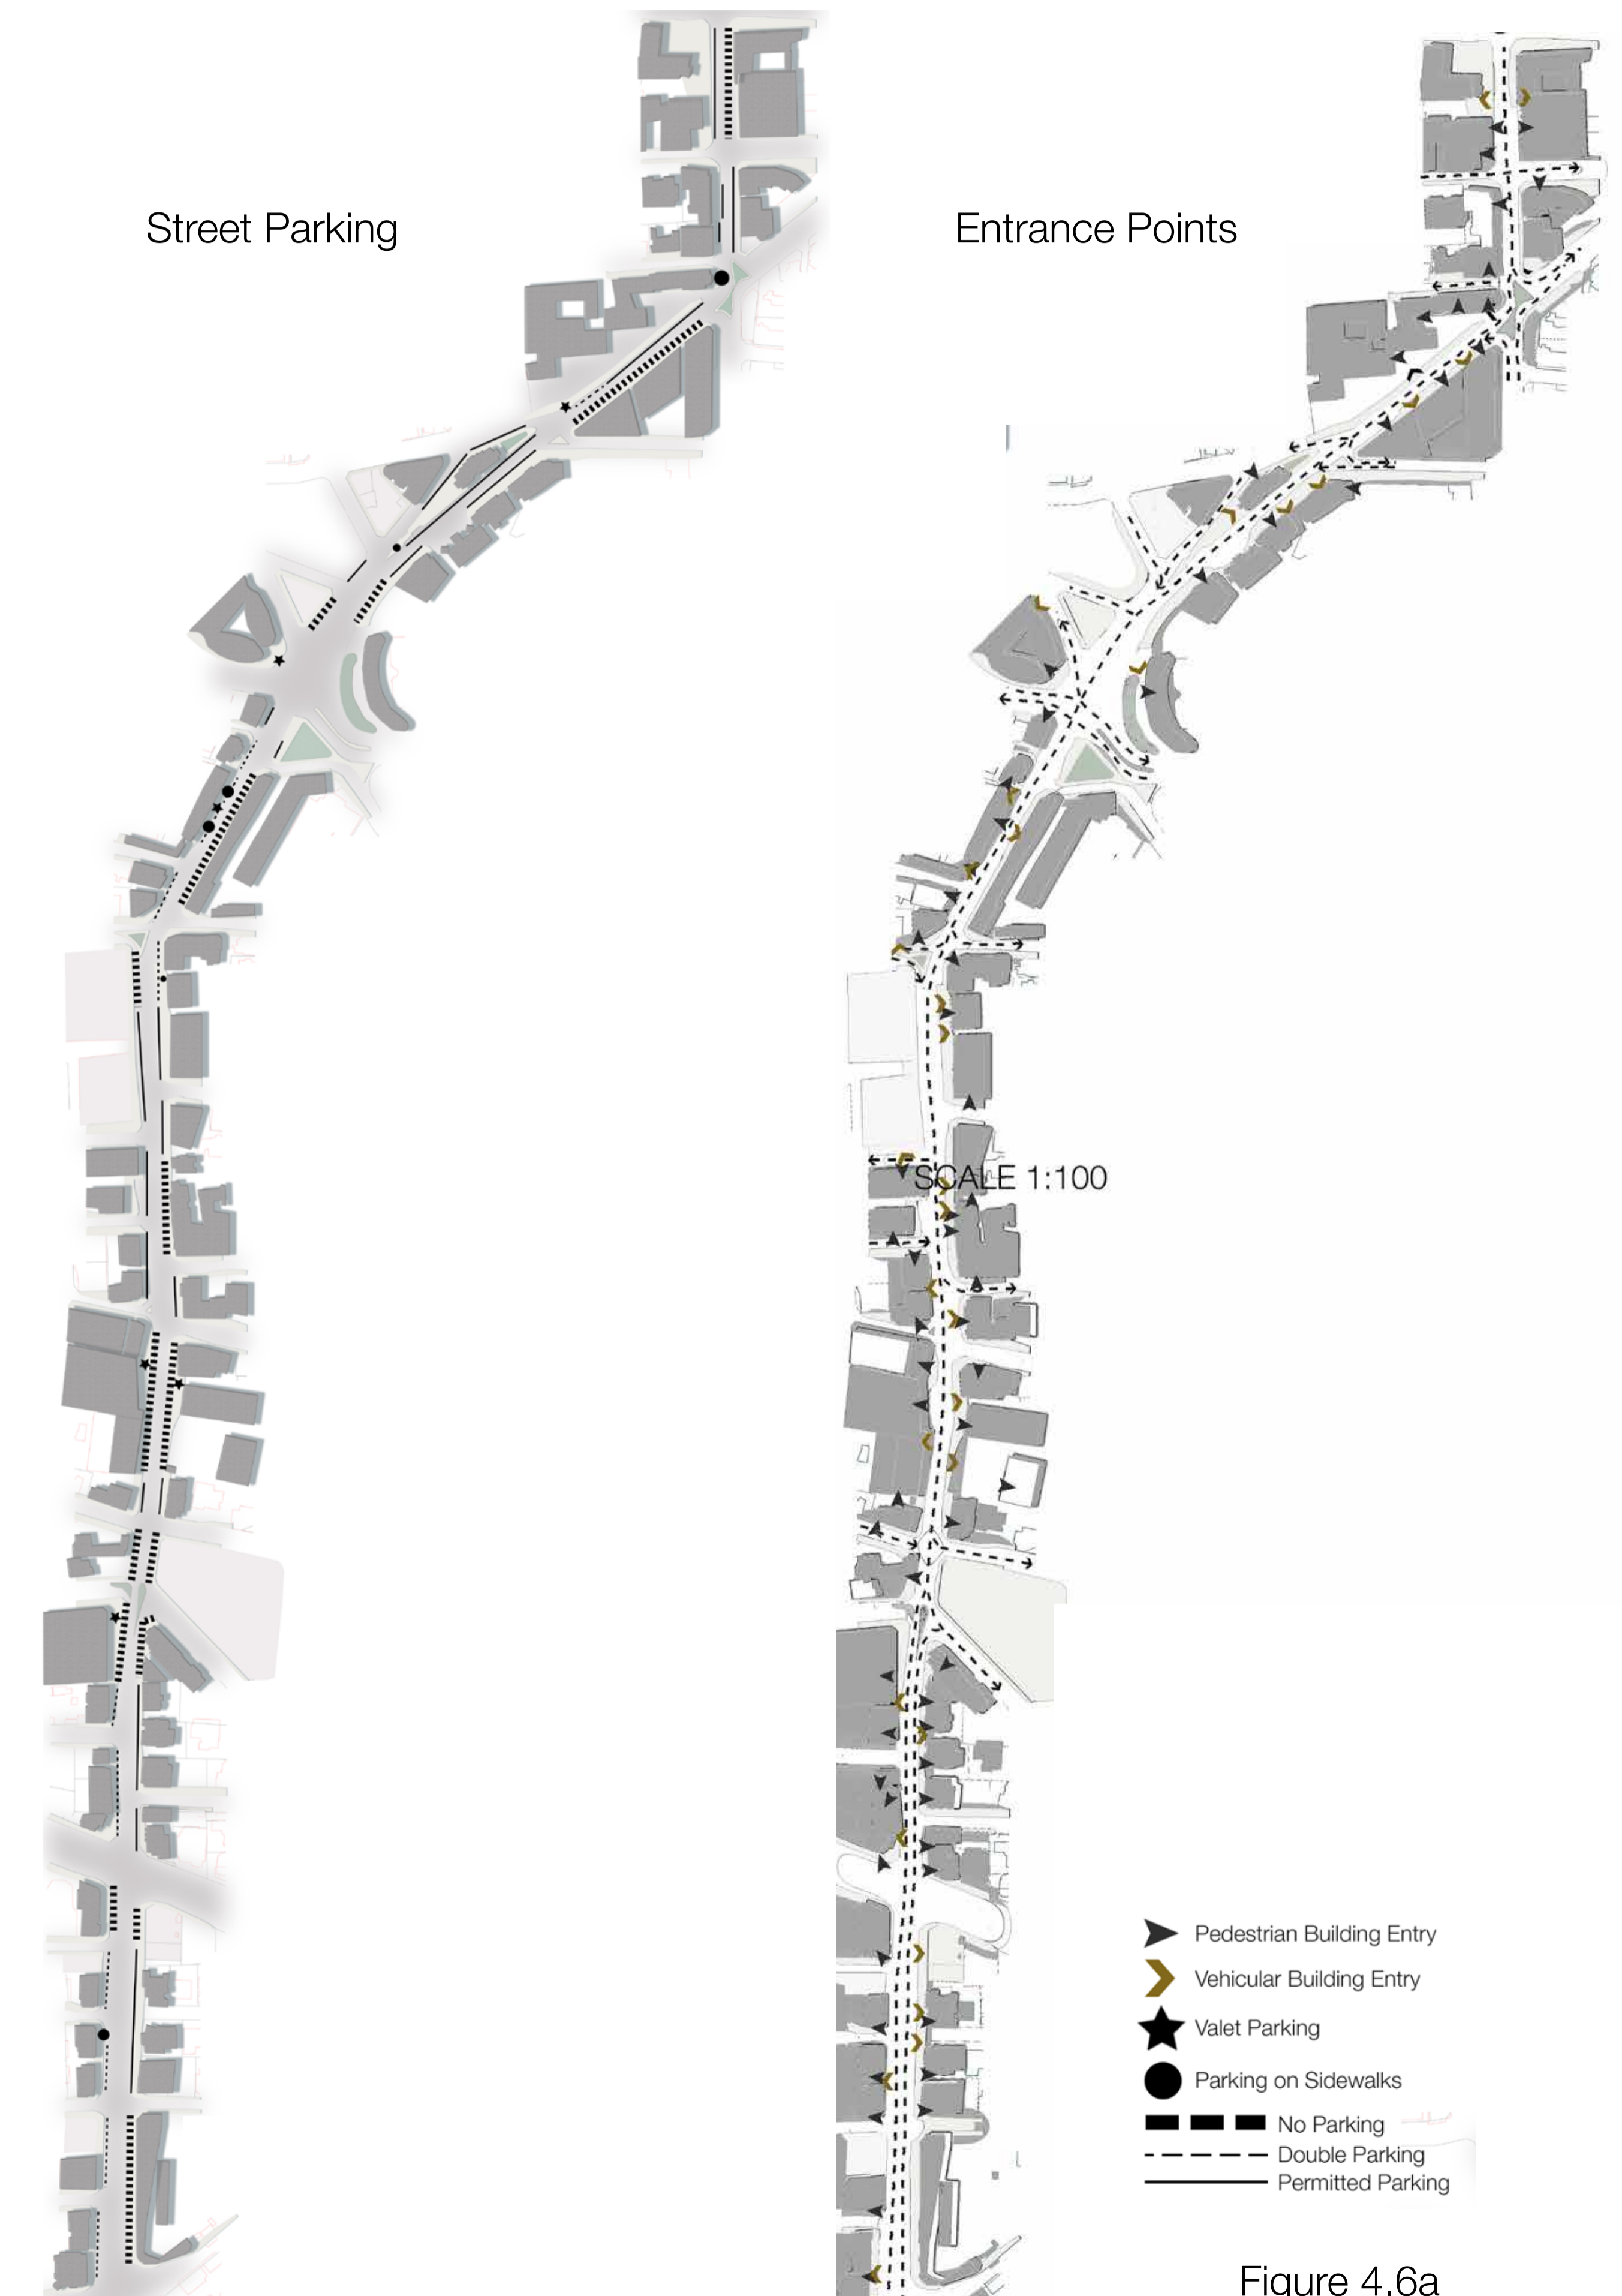 Street Parking
Entrance Points
SCALE 1:100
Pedestrian Building Entry
Vehicular Building Entry
Valet Parking
Parking on Sidewalks
No Parking
Double Parking
Permitted Parking
Figure 4.6a